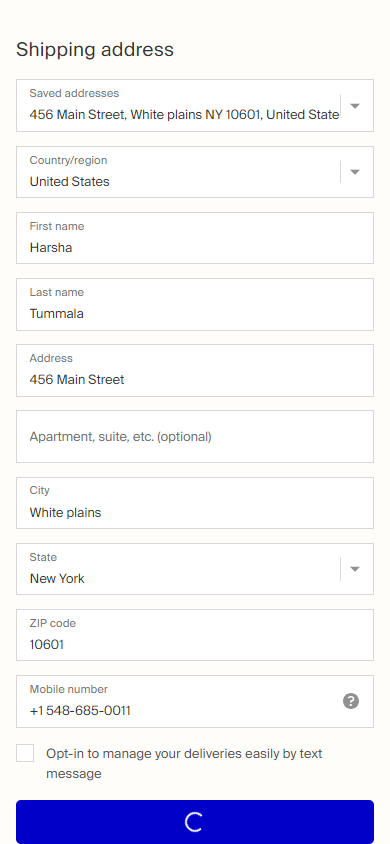 Shipping address
Saved addresses
456 Main Street, White plains NY 10601, United State
Country/region
United States
First name
Harsha
Last name
Tummala
Address
456 Main Street
Apartment, suite, etc. (optional)
City
White plains
State
New York
ZIP code
10601
Mobile number
+1 548-685-0011
?
Opt-in to manage your deliveries easily by text
message